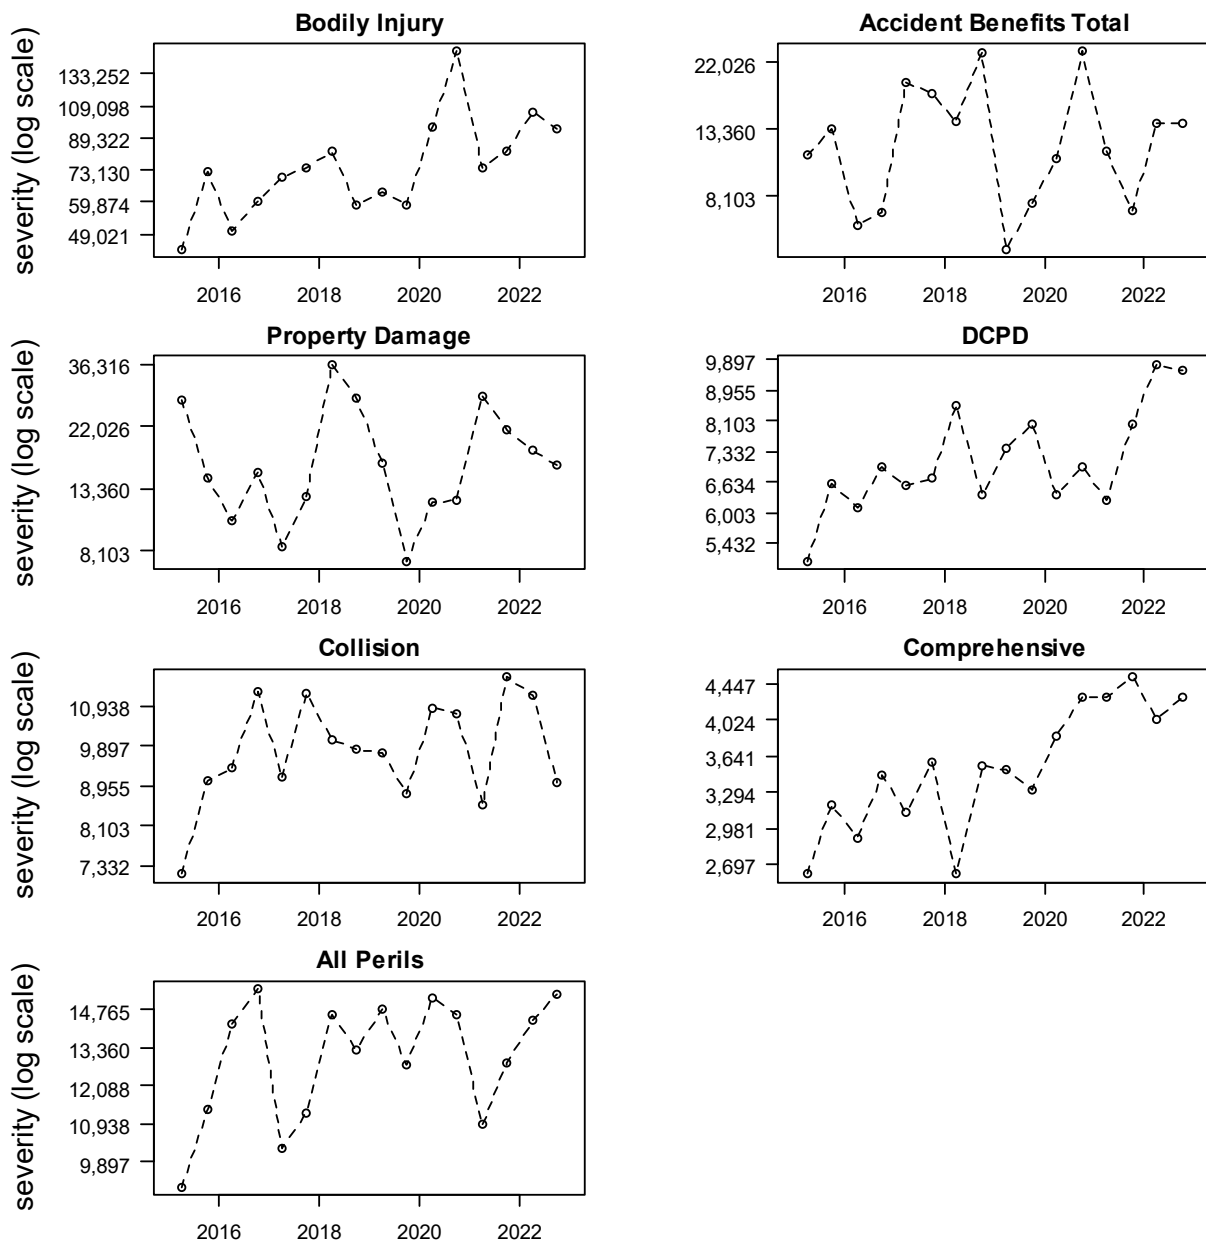 Bodily Injury
severity (log scale)
133,252
109,098
89,322
73,130
59,874
49,021
2016 2018 2020 2022
Accident Benefits Total
22,026
13,360
8,103
2016 2018 2020 2022
Property Damage
severity (log scale)
36,316
22,026
13,360
8,103
2016 2018 2020 2022
DCPD
9,897
8,955
8,103
7,332
6,634
6,003
5,432
2016 2018 2020 2022
Collision
severity (log scale)
10,938
9,897
8,955
8,103
7,332
2016 2018 2020 2022
Comprehensive
4,447
4,024
3,641
3,294
2,981
2,697
2016 2018 2020 2022
All Perils
severity (log scale)
14,765
13,360
12,088
10,938
9,897
2016 2018 2020 2022